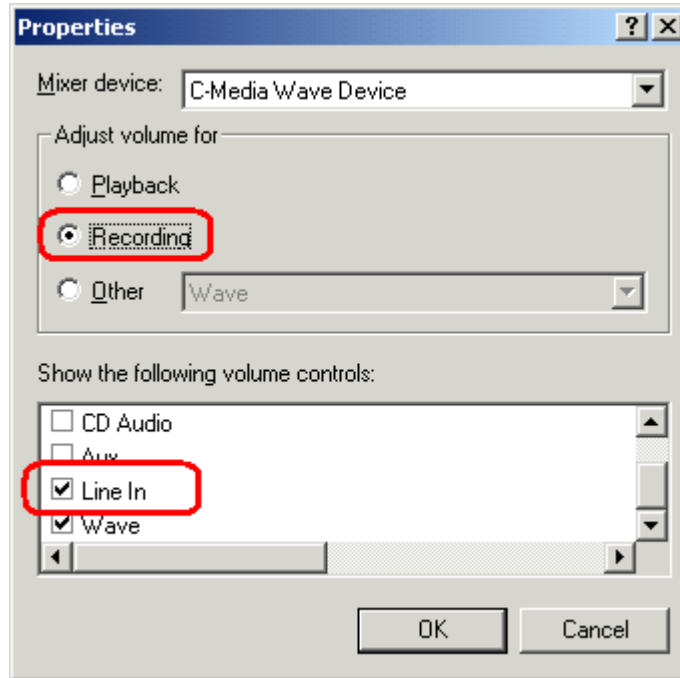 Properties
Mixer device: C-Media Wave Device
Adjust volume for
Playback
Recording
Other Wave
Show the following volume controls:
CD Audio
Aux
Line In
Wave
OK Cancel